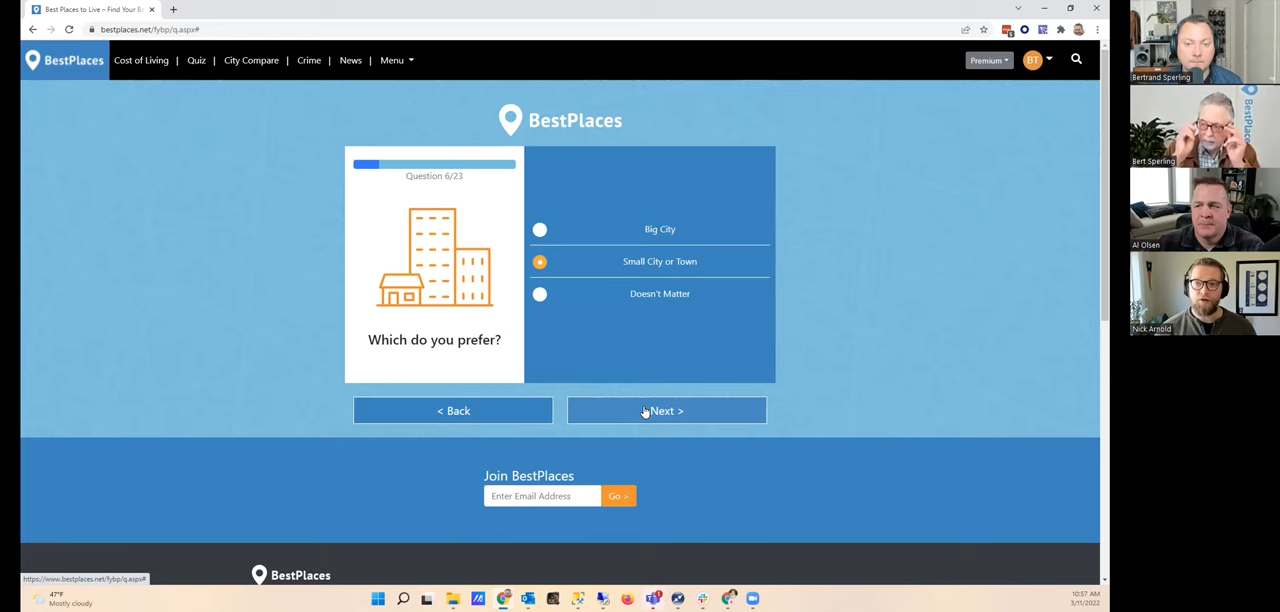 Best Places to Live – Find Your B
bestplaces.net/fybp/q.aspx#
BestPlaces
Cost of Living | Quiz | City Compare | Crime | News | Menu
Premium
BT
BestPlaces
Question 6/23
Which do you prefer?
Big City
Small City or Town
Doesn't Matter
< Back
Next >
Join BestPlaces
Enter Email Address
Go >
BestPlaces
https://www.bestplaces.net/fybp/q.aspx#
47°F
Mostly cloudy
10:57 AM
3/11/2022
Bertrand Sperling
BestPlaces
Bert Sperling
Al Olsen
Nick Arnold